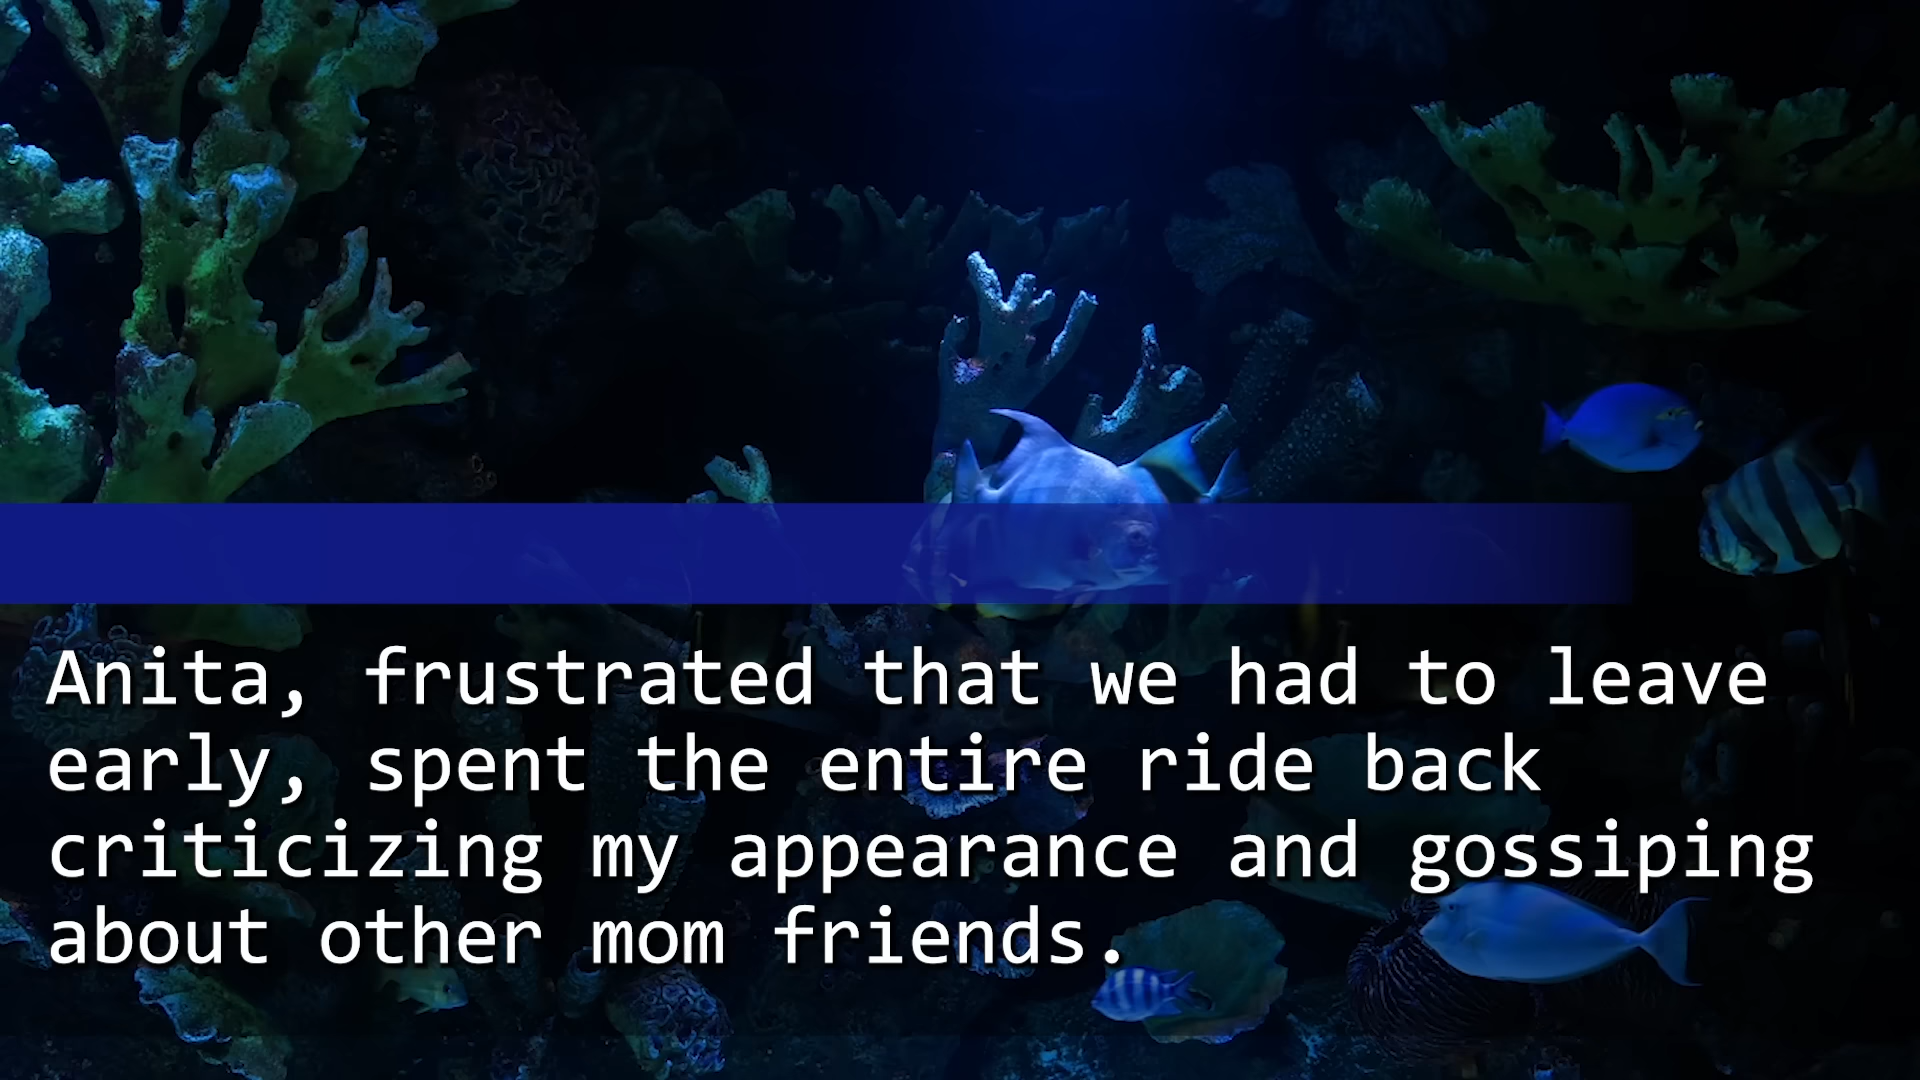 Anita, frustrated that we had to leave
early, spent the entire ride back
criticizing my appearance and gossiping
about other mom friends.